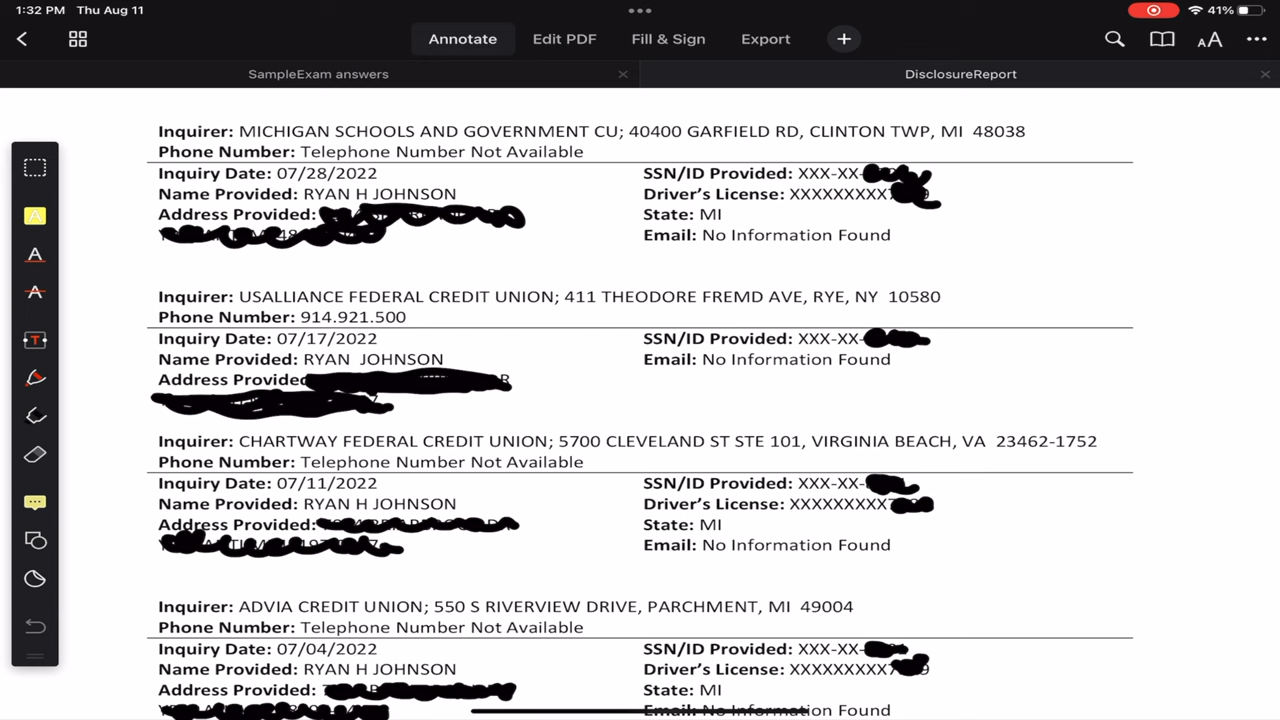 1:32 PM Thu Aug 11
41%
Annotate Edit PDF Fill & Sign Export
SampleExam answers DisclosureReport
Inquirer: MICHIGAN SCHOOLS AND GOVERNMENT CU; 40400 GARFIELD RD, CLINTON TWP, MI 48038
Phone Number: Telephone Number Not Available
Inquiry Date: 07/28/2022 SSN/ID Provided: XXX-XX-
Name Provided: RYAN H JOHNSON Driver's License: XXXXXXXXX
Address Provided: State: MI
Email: No Information Found
Inquirer: USALLIANCE FEDERAL CREDIT UNION; 411 THEODORE FREMD AVE, RYE, NY 10580
Phone Number: 914.921.500
Inquiry Date: 07/17/2022 SSN/ID Provided: XXX-XX-
Name Provided: RYAN JOHNSON Email: No Information Found
Address Provided
Inquirer: CHARTWAY FEDERAL CREDIT UNION; 5700 CLEVELAND ST STE 101, VIRGINIA BEACH, VA 23462-1752
Phone Number: Telephone Number Not Available
Inquiry Date: 07/11/2022 SSN/ID Provided: XXX-XX-
Name Provided: RYAN H JOHNSON Driver's License: XXXXXXXXX
Address Provided: State: MI
Email: No Information Found
Inquirer: ADVIA CREDIT UNION; 550 S RIVERVIEW DRIVE, PARCHMENT, MI 49004
Phone Number: Telephone Number Not Available
Inquiry Date: 07/04/2022 SSN/ID Provided: XXX-XX-
Name Provided: RYAN H JOHNSON Driver's License: XXXXXXXXX
Address Provided: State: MI
Email: No Information Found